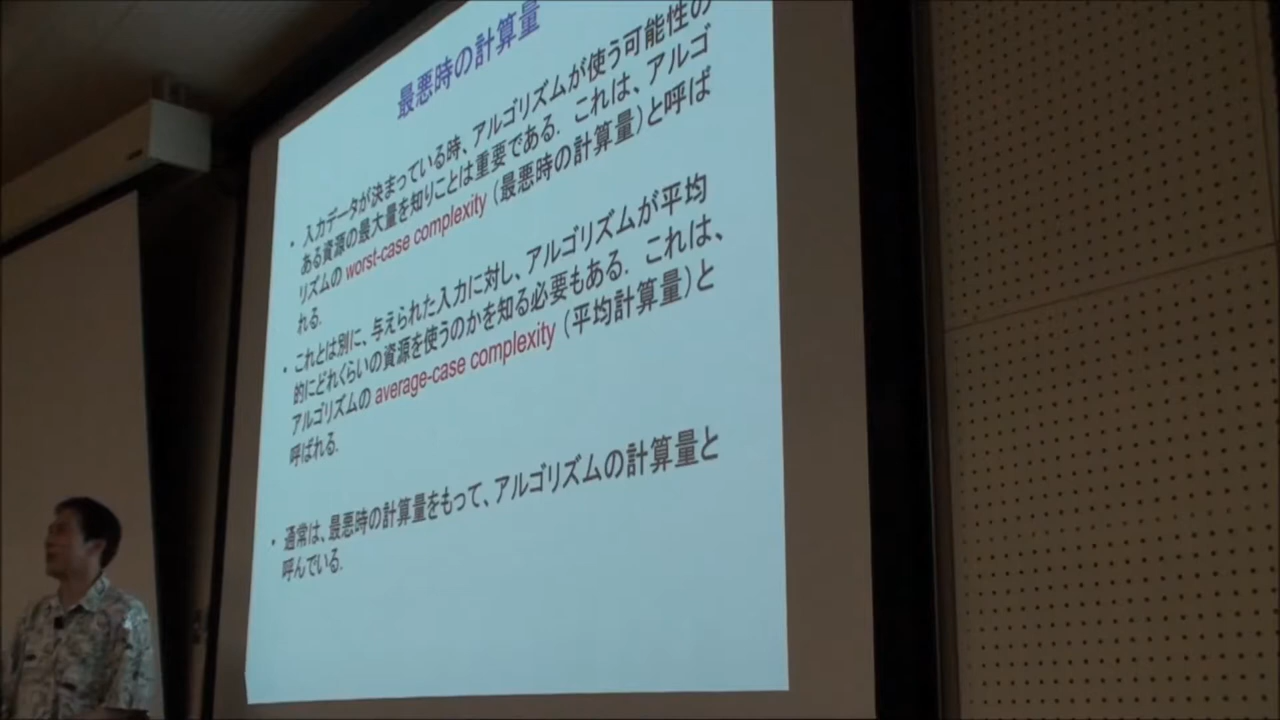 最悪時の計算量
・ 入力データが決まっている時、アルゴリズムが使う可能性の
ある資源の最大量を知りことは重要である．これは、アルゴ
リズムの worst-case complexity (最悪時の計算量)と呼ば
れる.
・ これとは別に、与えられた入力に対し、アルゴリズムが平均
的にどれくらいの資源を使うのかを知る必要もある．これは、
アルゴリズムの average-case complexity (平均計算量)と
呼ばれる.
・ 通常は、最悪時の計算量をもって、アルゴリズムの計算量と
呼んでいる.